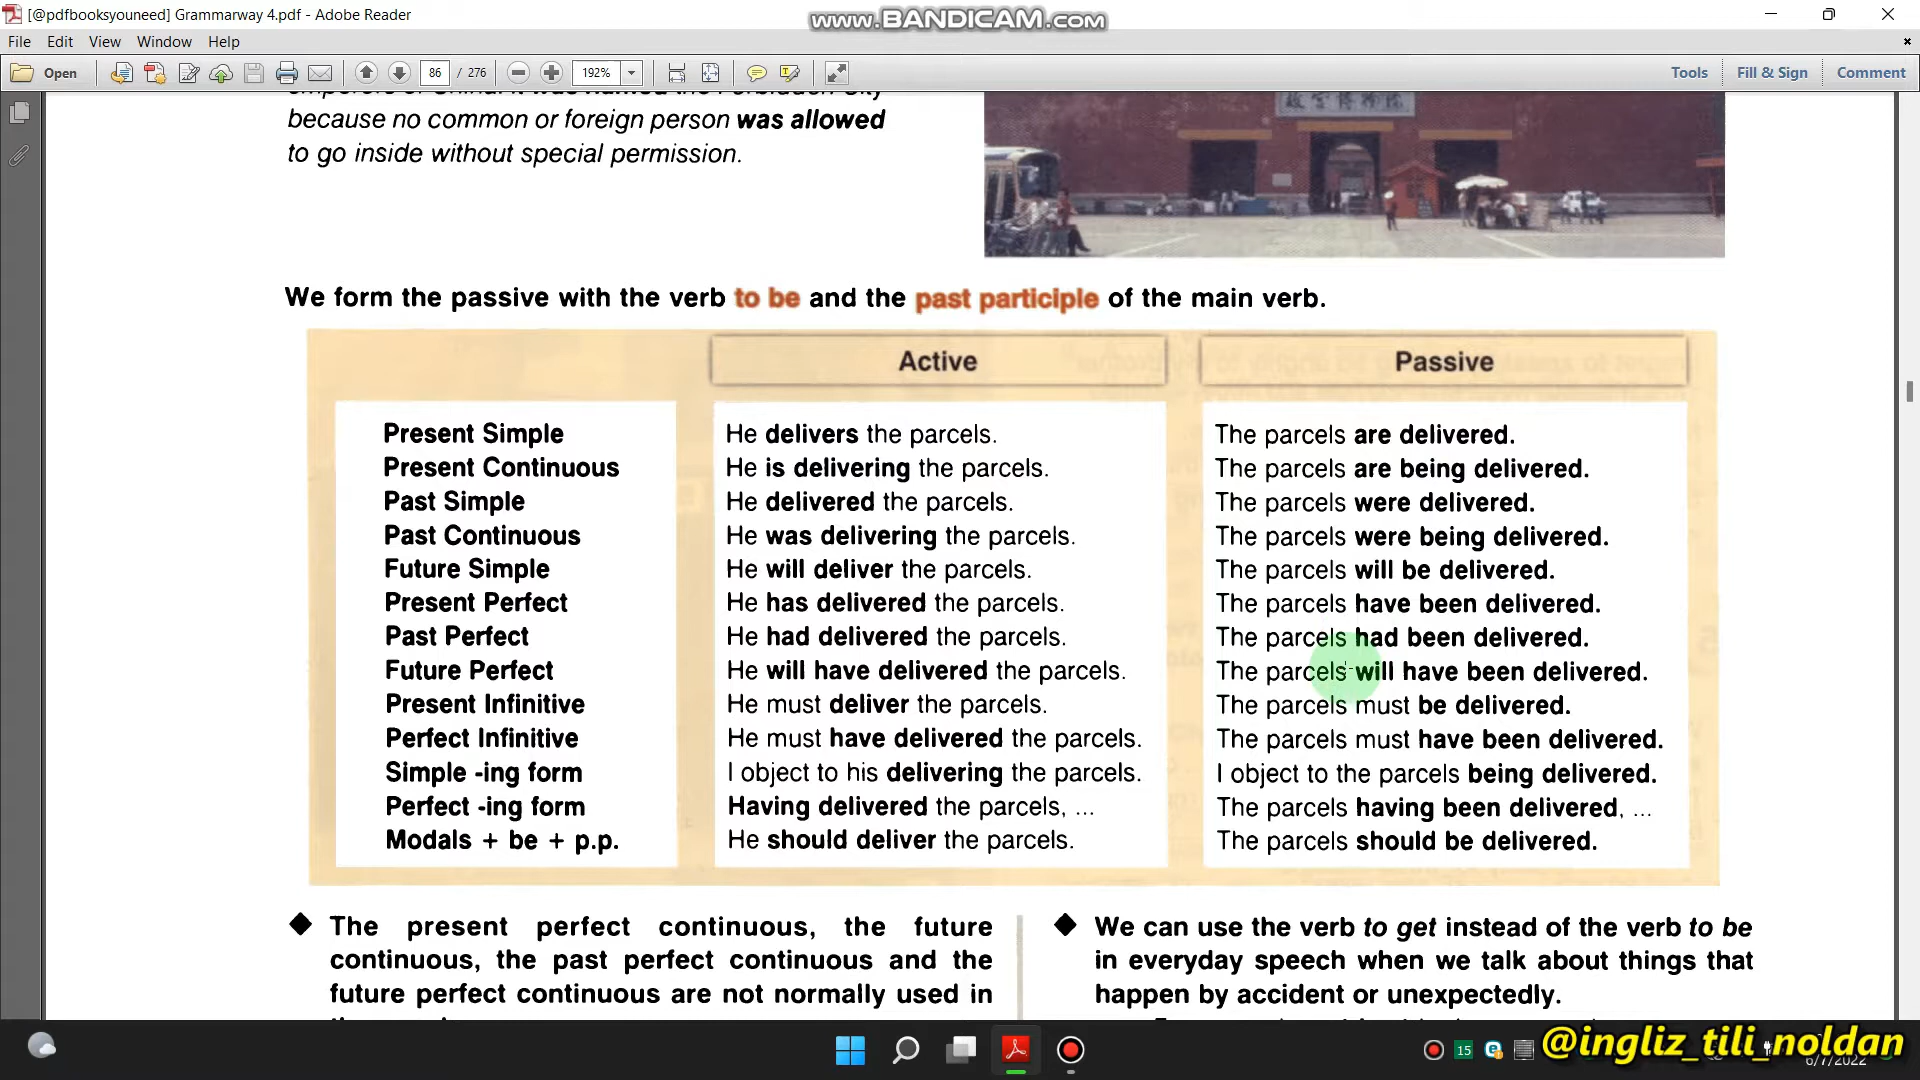 [@pdfbooksyouneed] Grammarway 4.pdf - Adobe Reader
www.BANDICAM.com
File Edit View Window Help
Open 86 / 276 192% Tools Fill & Sign Comment
because no common or foreign person was allowed
to go inside without special permission.
We form the passive with the verb to be and the past participle of the main verb.
Active Passive
Present Simple He delivers the parcels. The parcels are delivered.
Present Continuous He is delivering the parcels. The parcels are being delivered.
Past Simple He delivered the parcels. The parcels were delivered.
Past Continuous He was delivering the parcels. The parcels were being delivered.
Future Simple He will deliver the parcels. The parcels will be delivered.
Present Perfect He has delivered the parcels. The parcels have been delivered.
Past Perfect He had delivered the parcels. The parcels had been delivered.
Future Perfect He will have delivered the parcels. The parcels will have been delivered.
Present Infinitive He must deliver the parcels. The parcels must be delivered.
Perfect Infinitive He must have delivered the parcels. The parcels must have been delivered.
Simple -ing form I object to his delivering the parcels. I object to the parcels being delivered.
Perfect -ing form Having delivered the parcels, ... The parcels having been delivered, ...
Modals + be + p.p. He should deliver the parcels. The parcels should be delivered.
◆ The present perfect continuous, the future
continuous, the past perfect continuous and the
future perfect continuous are not normally used in
◆ We can use the verb to get instead of the verb to be
in everyday speech when we talk about things that
happen by accident or unexpectedly.
15
@ingliz_tili_noldan
6/7/2022